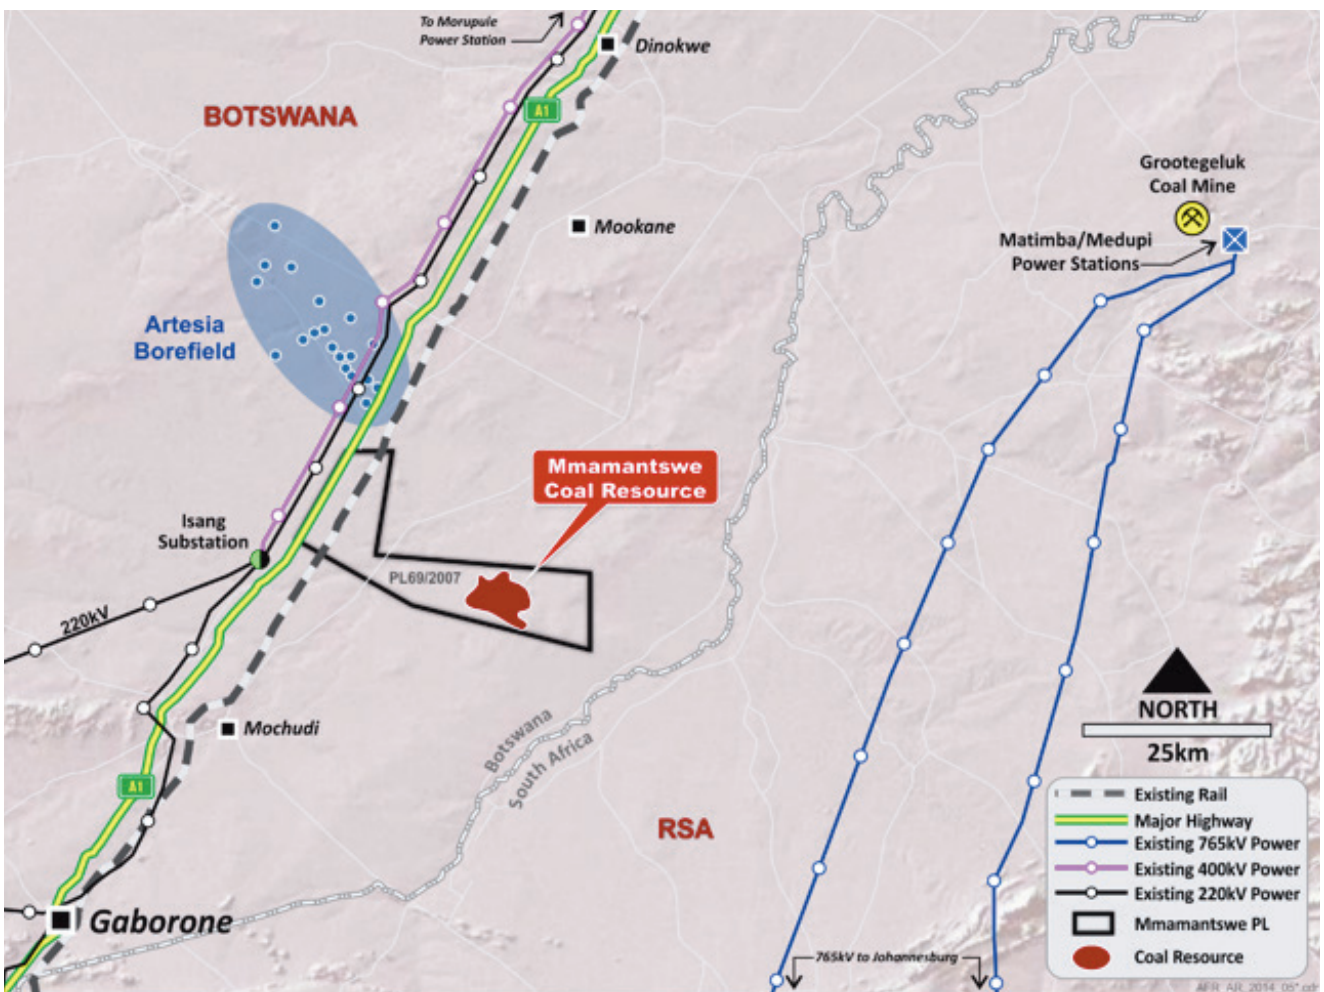 To Morupule
Power Station
Dinokwe
BOTSWANA
A1
Grootegeluk
Coal Mine
Mookane
Matimba/Medupi
Power Stations
Artesia
Borefield
Mmamantswe
Coal Resource
Isang
Substation
PL69/2007
220kV
NORTH
25km
Mochudi
Botswana
South Africa
A1
RSA
Existing Rail
Major Highway
Existing 765kV Power
Existing 400kV Power
Existing 220kV Power
Mmamantswe PL
Coal Resource
Gaborone
765kV to Johannesburg